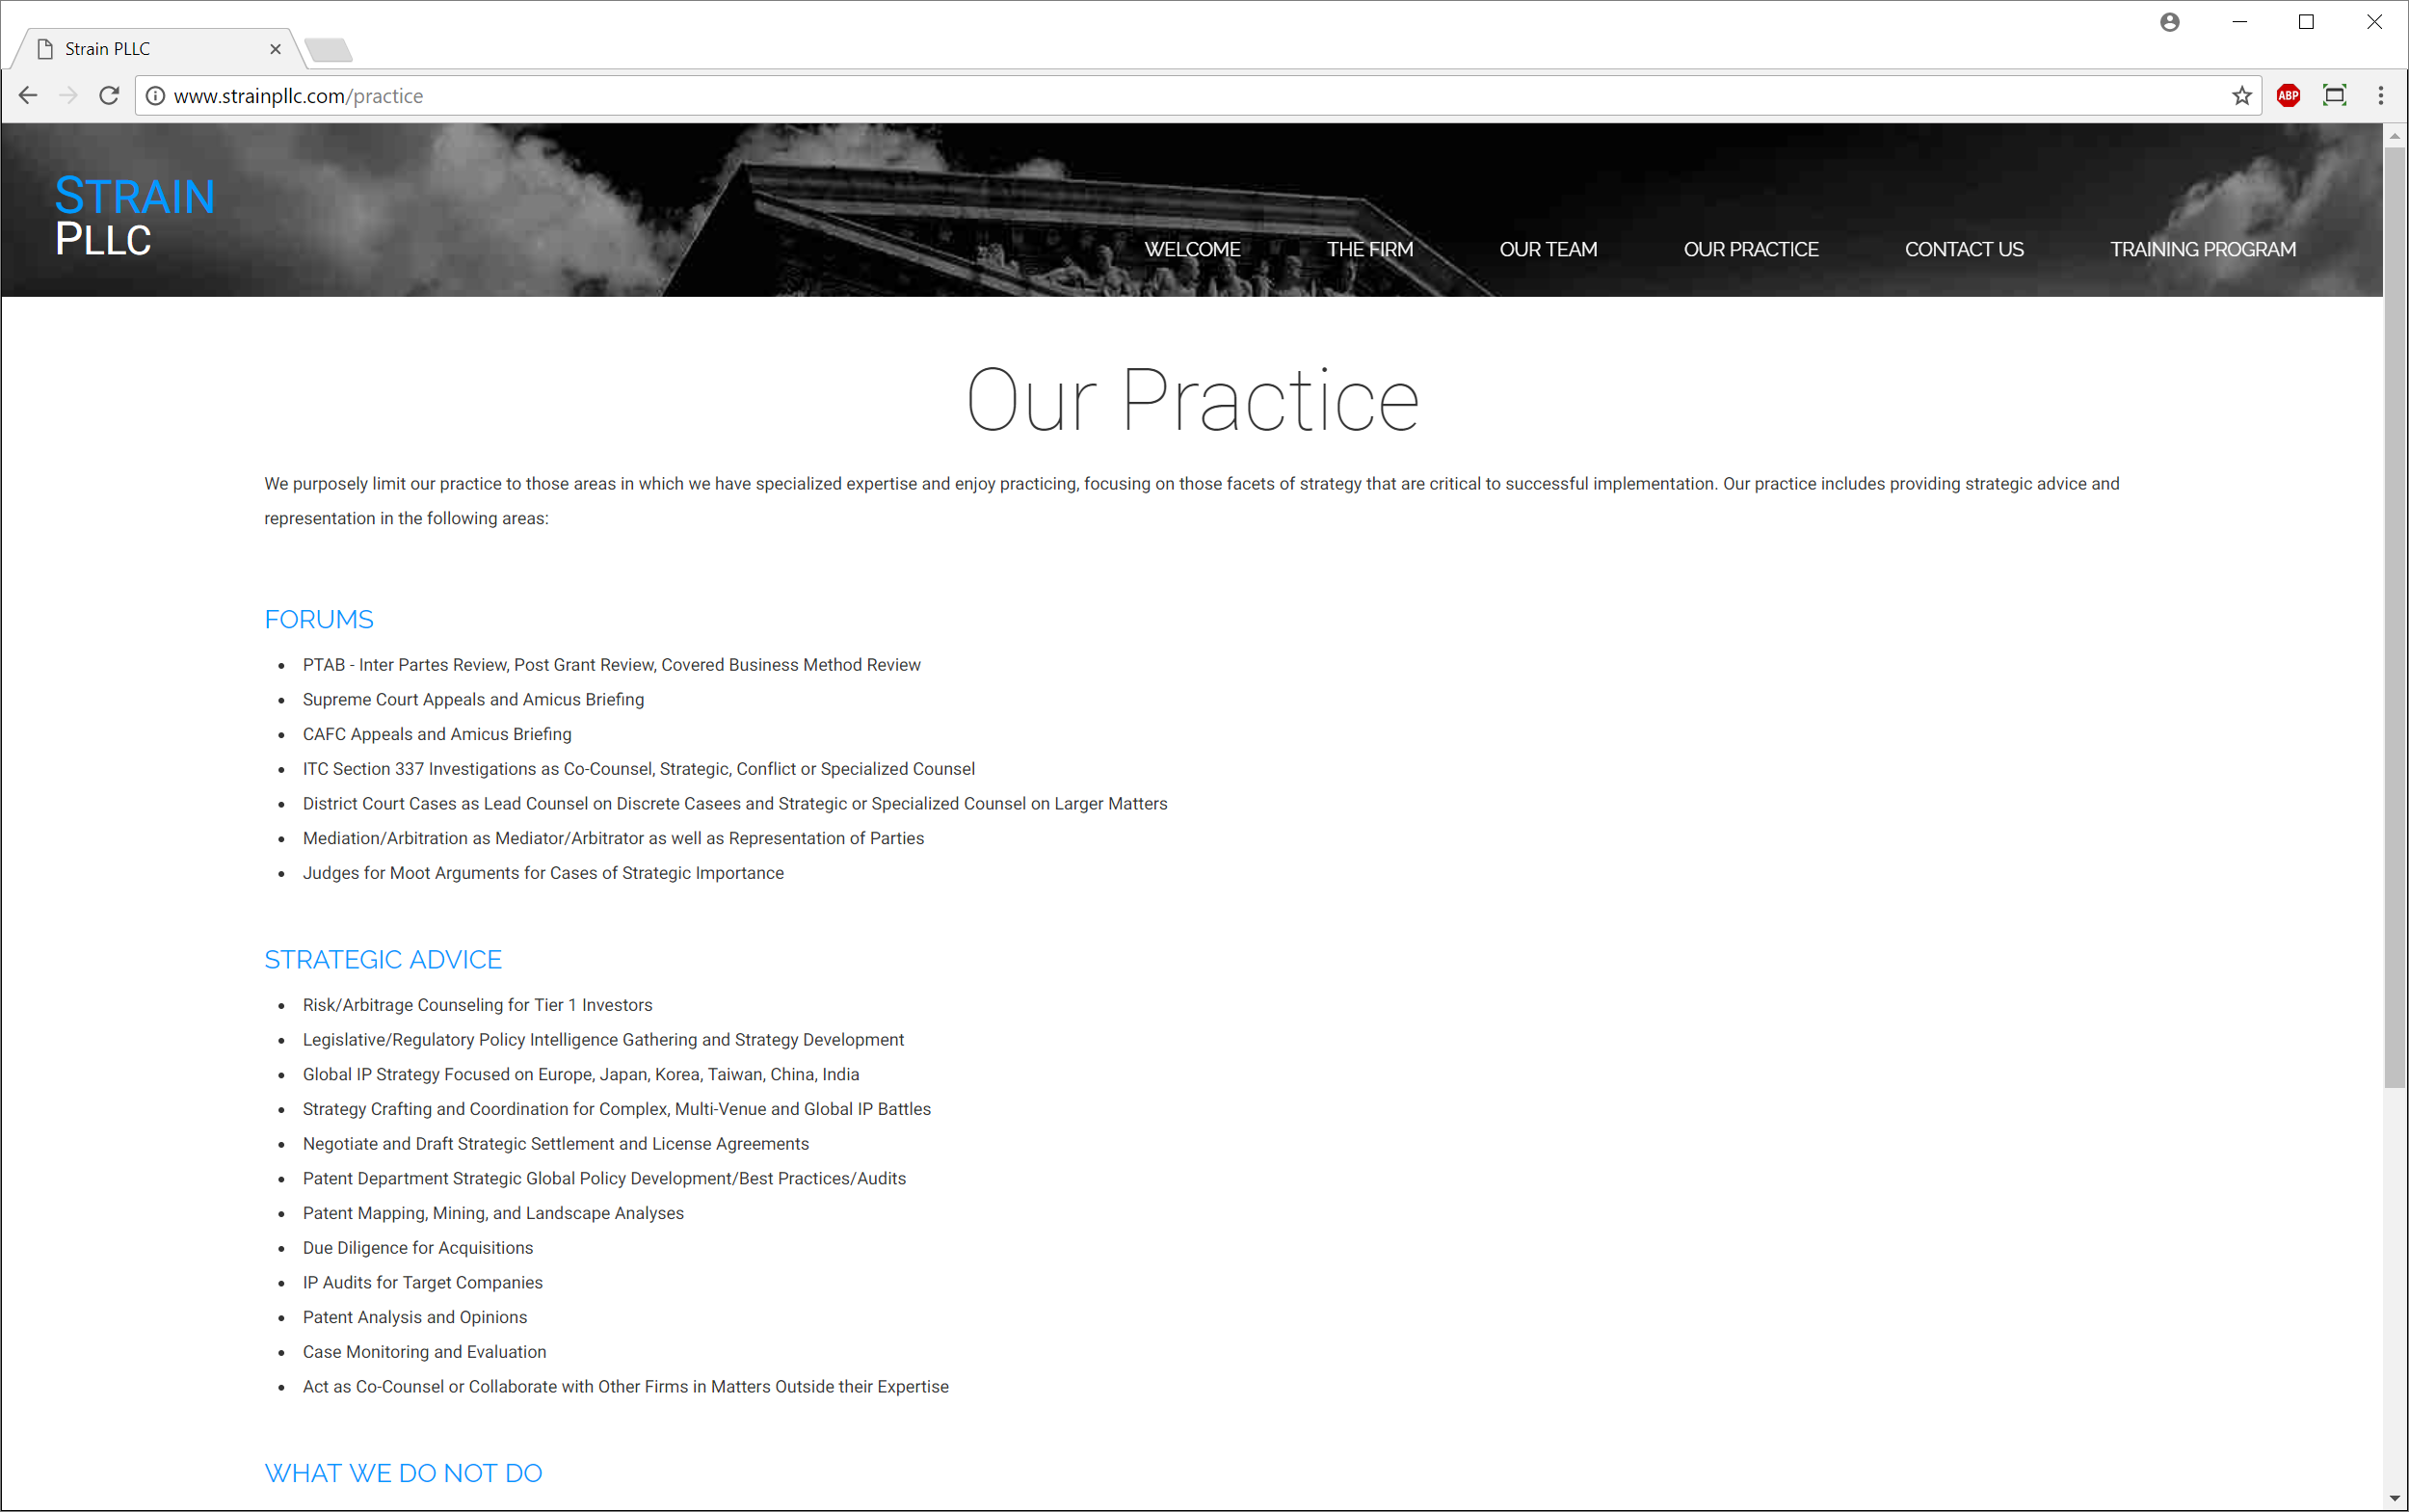 Strain PLLC
www.strainpllc.com/practice
ABP
STRAIN
PLLC
WELCOME THE FIRM OUR TEAM OUR PRACTICE CONTACT US TRAINING PROGRAM
Our Practice
We purposely limit our practice to those areas in which we have specialized expertise and enjoy practicing, focusing on those facets of strategy that are critical to successful implementation. Our practice includes providing strategic advice and
representation in the following areas:
FORUMS
• PTAB - Inter Partes Review, Post Grant Review, Covered Business Method Review
• Supreme Court Appeals and Amicus Briefing
• CAFC Appeals and Amicus Briefing
• ITC Section 337 Investigations as Co-Counsel, Strategic, Conflict or Specialized Counsel
• District Court Cases as Lead Counsel on Discrete Casees and Strategic or Specialized Counsel on Larger Matters
• Mediation/Arbitration as Mediator/Arbitrator as well as Representation of Parties
• Judges for Moot Arguments for Cases of Strategic Importance
STRATEGIC ADVICE
• Risk/Arbitrage Counseling for Tier 1 Investors
• Legislative/Regulatory Policy Intelligence Gathering and Strategy Development
• Global IP Strategy Focused on Europe, Japan, Korea, Taiwan, China, India
• Strategy Crafting and Coordination for Complex, Multi-Venue and Global IP Battles
• Negotiate and Draft Strategic Settlement and License Agreements
• Patent Department Strategic Global Policy Development/Best Practices/Audits
• Patent Mapping, Mining, and Landscape Analyses
• Due Diligence for Acquisitions
• IP Audits for Target Companies
• Patent Analysis and Opinions
• Case Monitoring and Evaluation
• Act as Co-Counsel or Collaborate with Other Firms in Matters Outside their Expertise
WHAT WE DO NOT DO